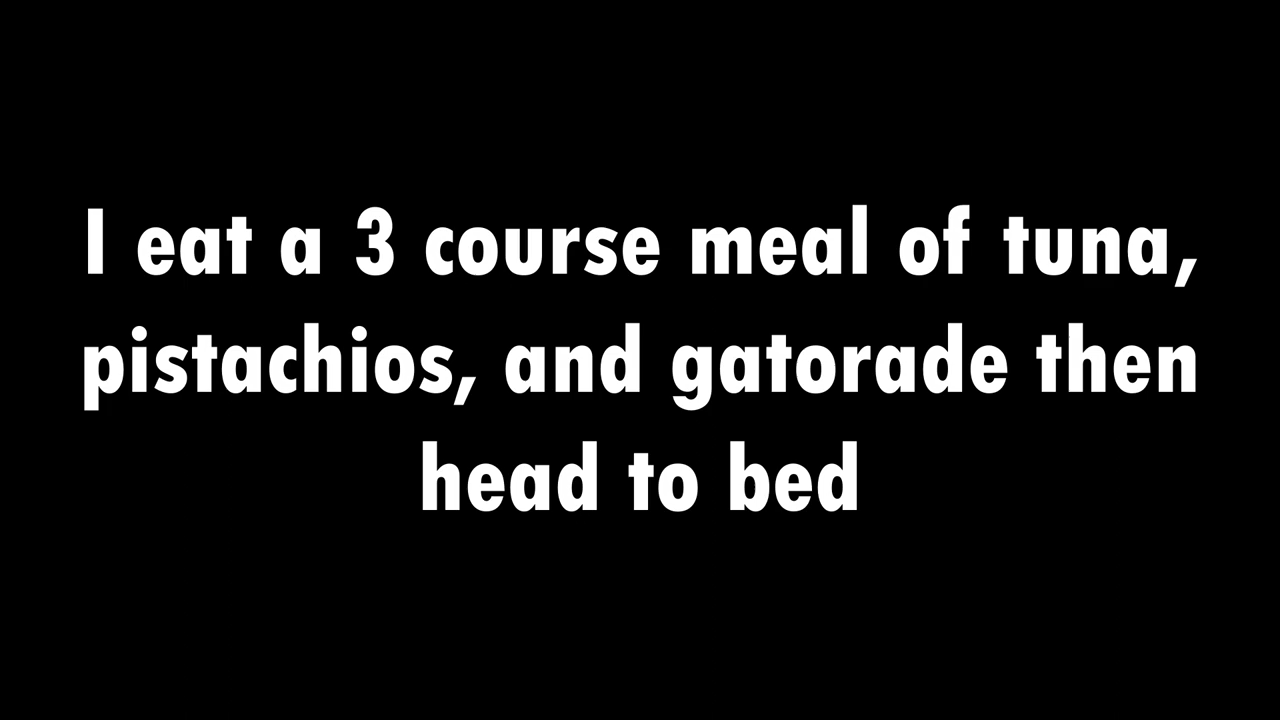 I eat a 3 course meal of tuna,
pistachios, and gatorade then
head to bed